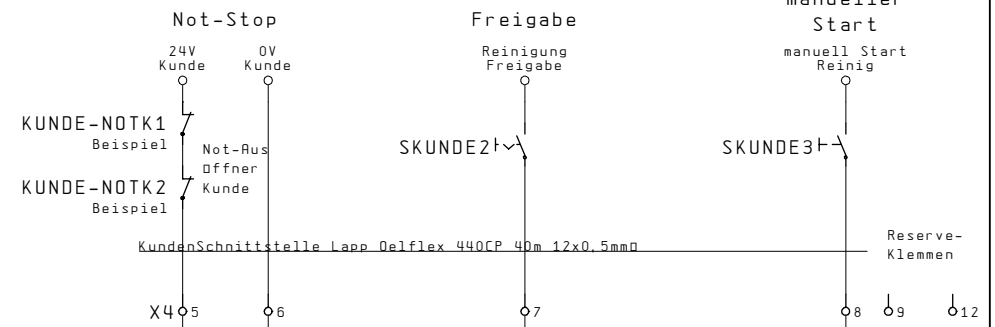 manueller
Not-Stop
Freigabe
Start
24V
Kunde
0V
Kunde
Reinigung
Freigabe
manuell Start
Reinig
KUNDE-NOTK1
Beispiel
Not-Aus
□ffner
Kunde
KUNDE-NOTK2
Beispiel
SKUNDE2
SKUNDE3
KundenSchnittstelle Lapp Oelflex 440CP 40m 12x0,5mm□
Reserve-
Klemmen
X4 5
6
7
8
9
12